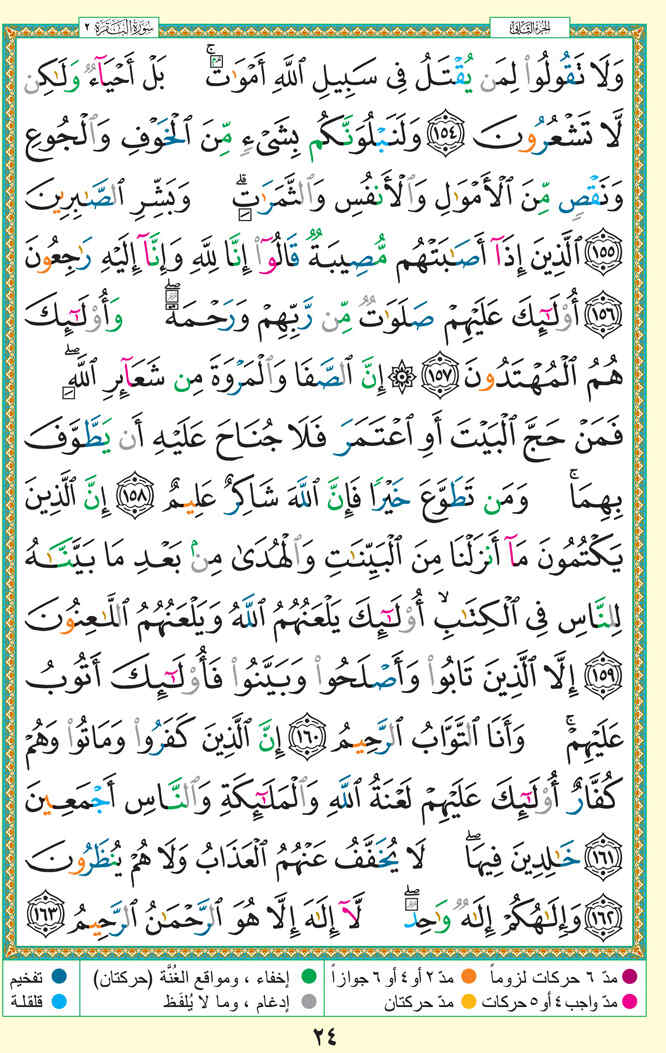 الجزء الثاني
سورة البقرة ٢
وَلَا تَقُولُوا۟ لِمَن يُقْتَلُ فِى سَبِيلِ ٱللَّهِ أَمْوَٰتٌۢ ۚ بَلْ أَحْيَآءٌ وَلَـٰكِن
لَّا تَشْعُرُونَ ١٥٤ وَلَنَبْلُوَنَّكُم بِشَىْءٍ مِّنَ ٱلْخَوْفِ وَٱلْجُوعِ
وَنَقْصٍ مِّنَ ٱلْأَمْوَٰلِ وَٱلْأَنفُسِ وَٱلثَّمَرَٰتِ ۗ وَبَشِّرِ ٱلصَّـٰبِرِينَ
١٥٥ ٱلَّذِينَ إِذَآ أَصَـٰبَتْهُم مُّصِيبَةٌ قَالُوٓا۟ إِنَّا لِلَّهِ وَإِنَّآ إِلَيْهِ رَٰجِعُونَ
١٥٦ أُو۟لَـٰٓئِكَ عَلَيْهِمْ صَلَوَٰتٌ مِّن رَّبِّهِمْ وَرَحْمَةٌ ۖ وَأُو۟لَـٰٓئِكَ
هُمُ ٱلْمُهْتَدُونَ ١٥٧ ۞ إِنَّ ٱلصَّفَا وَٱلْمَرْوَةَ مِن شَعَآئِرِ ٱللَّهِ ۖ
فَمَنْ حَجَّ ٱلْبَيْتَ أَوِ ٱعْتَمَرَ فَلَا جُنَاحَ عَلَيْهِ أَن يَطَّوَّفَ
بِهِمَا ۚ وَمَن تَطَوَّعَ خَيْرًا فَإِنَّ ٱللَّهَ شَاكِرٌ عَلِيمٌ ١٥٨ إِنَّ ٱلَّذِينَ
يَكْتُمُونَ مَآ أَنزَلْنَا مِنَ ٱلْبَيِّنَـٰتِ وَٱلْهُدَىٰ مِنۢ بَعْدِ مَا بَيَّنَّـٰهُ
لِلنَّاسِ فِى ٱلْكِتَـٰبِ ۙ أُو۟لَـٰٓئِكَ يَلْعَنُهُمُ ٱللَّهُ وَيَلْعَنُهُمُ ٱللَّـٰعِنُونَ
١٥٩ إِلَّا ٱلَّذِينَ تَابُوا۟ وَأَصْلَحُوا۟ وَبَيَّنُوا۟ فَأُو۟لَـٰٓئِكَ أَتُوبُ
عَلَيْهِمْ ۚ وَأَنَا ٱلتَّوَّابُ ٱلرَّحِيمُ ١٦٠ إِنَّ ٱلَّذِينَ كَفَرُوا۟ وَمَاتُوا۟ وَهُمْ
كُفَّارٌ أُو۟لَـٰٓئِكَ عَلَيْهِمْ لَعْنَةُ ٱللَّهِ وَٱلْمَلَـٰٓئِكَةِ وَٱلنَّاسِ أَجْمَعِينَ
١٦١ خَـٰلِدِينَ فِيهَا ۖ لَا يُخَفَّفُ عَنْهُمُ ٱلْعَذَابُ وَلَا هُمْ يُنظَرُونَ
١٦٢ وَإِلَـٰهُكُمْ إِلَـٰهٌ وَٰحِدٌ ۖ لَّآ إِلَـٰهَ إِلَّا هُوَ ٱلرَّحْمَـٰنُ ٱلرَّحِيمُ ١٦٣
مدّ ٦ حركات لزوماً مدّ ٢ أو ٤ أو ٦ جوازاً إخفاء ، ومواقع الغُنَّة (حركتان) تفخيم
مدّ واجب ٤ أو ٥ حركات مدّ حركتان إدغام ، وما لا يُلفَظ قلقلة
٢٤